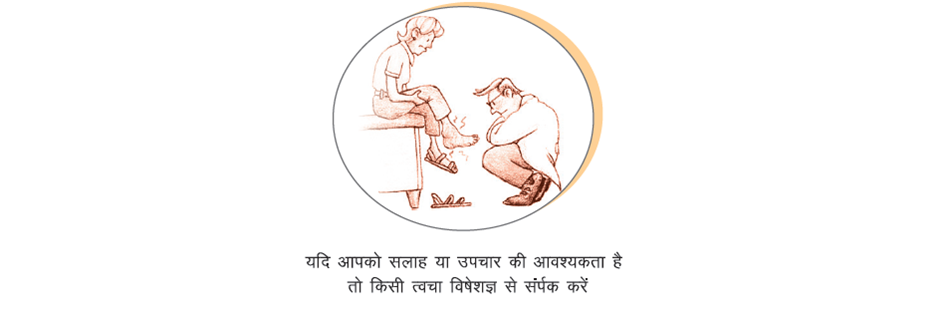 यदि आपको सलाह या उपचार की आवश्यकता है
तो किसी त्वचा विषेशज्ञ से संर्पक करें